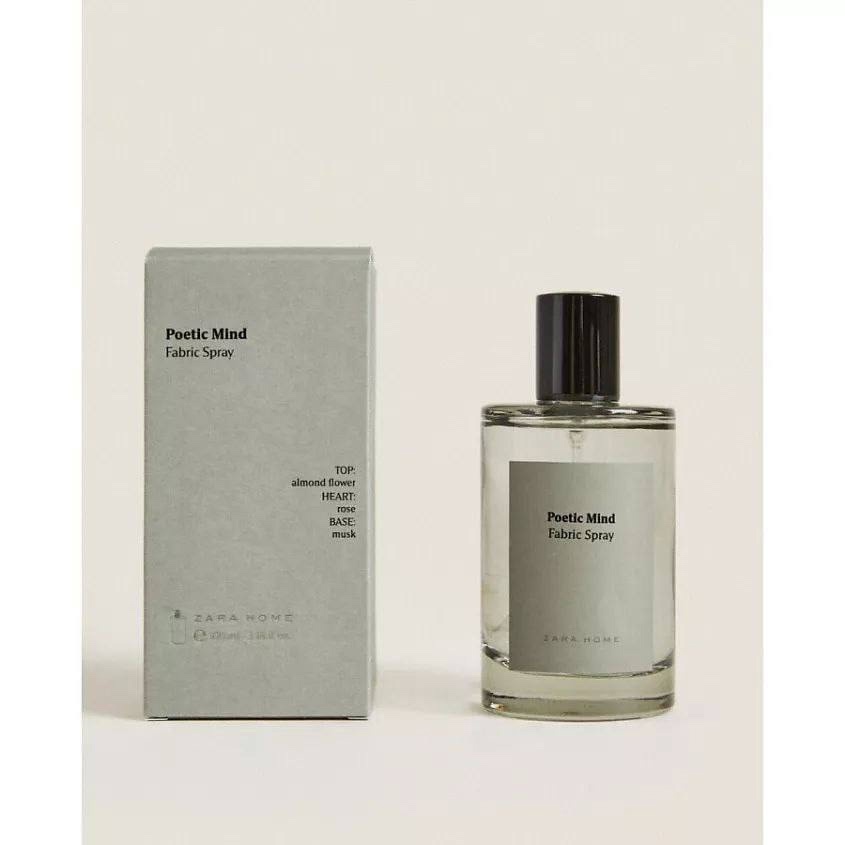 Poetic Mind
Fabric Spray
TOP:
almond flower
HEART:
rose
BASE:
musk
ZARA HOME
Poetic Mind
Fabric Spray
ZARA HOME